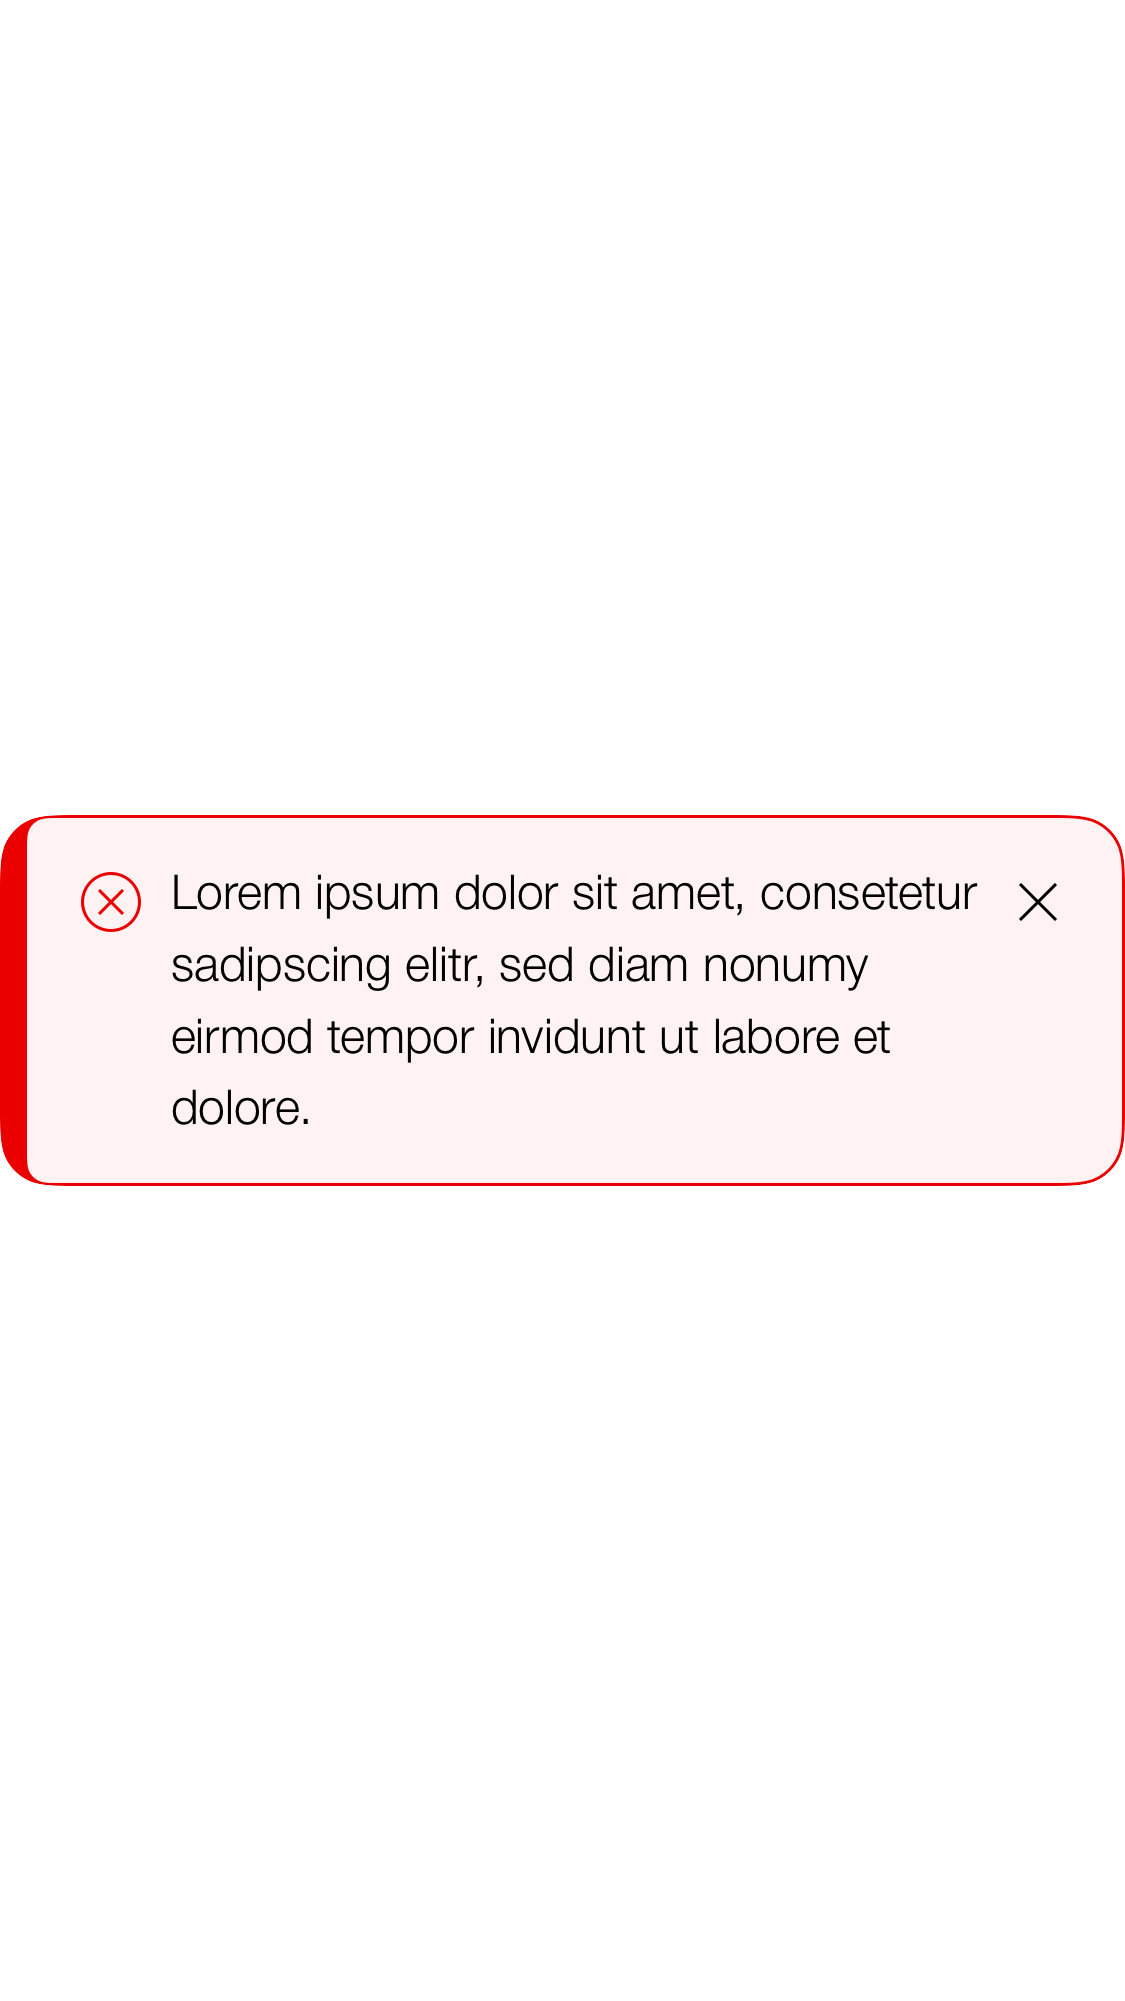 Lorem ipsum dolor sit amet, consetetur
sadipscing elitr, sed diam nonumy
eirmod tempor invidunt ut labore et
dolore.